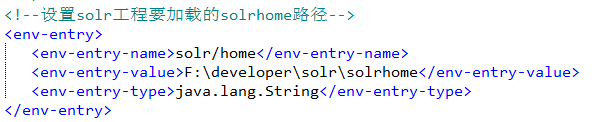 <!--设置solr工程要加载的solrhome路径-->
<env-entry>
<env-entry-name>solr/home</env-entry-name>
<env-entry-value>F:\developer\solr\solrhome</env-entry-value>
<env-entry-type>java.lang.String</env-entry-type>
</env-entry>